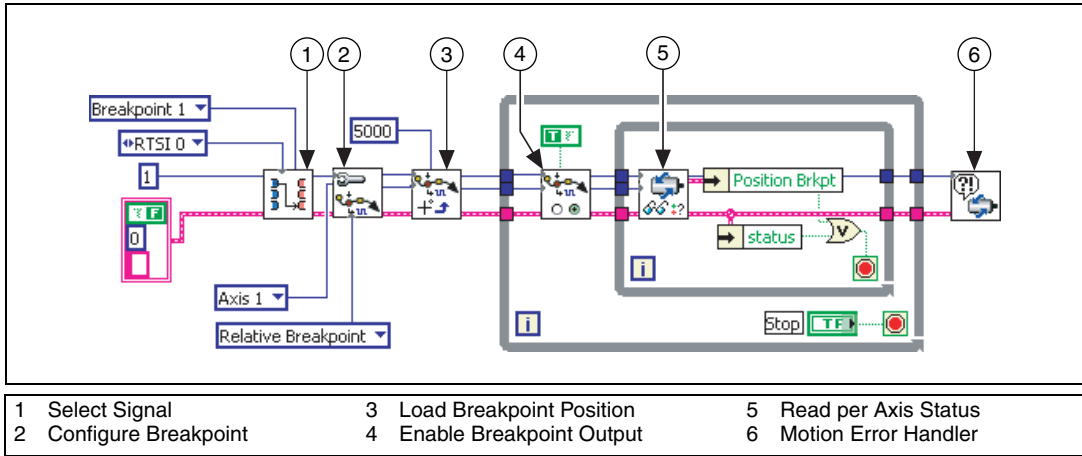 1 2 3 4 5 6
Breakpoint 1
RTSI 0
5000
1
T
F
0
Position Brkpt
status
V
i
Axis 1
Relative Breakpoint
i
Stop TF
1 Select Signal 3 Load Breakpoint Position 5 Read per Axis Status
2 Configure Breakpoint 4 Enable Breakpoint Output 6 Motion Error Handler